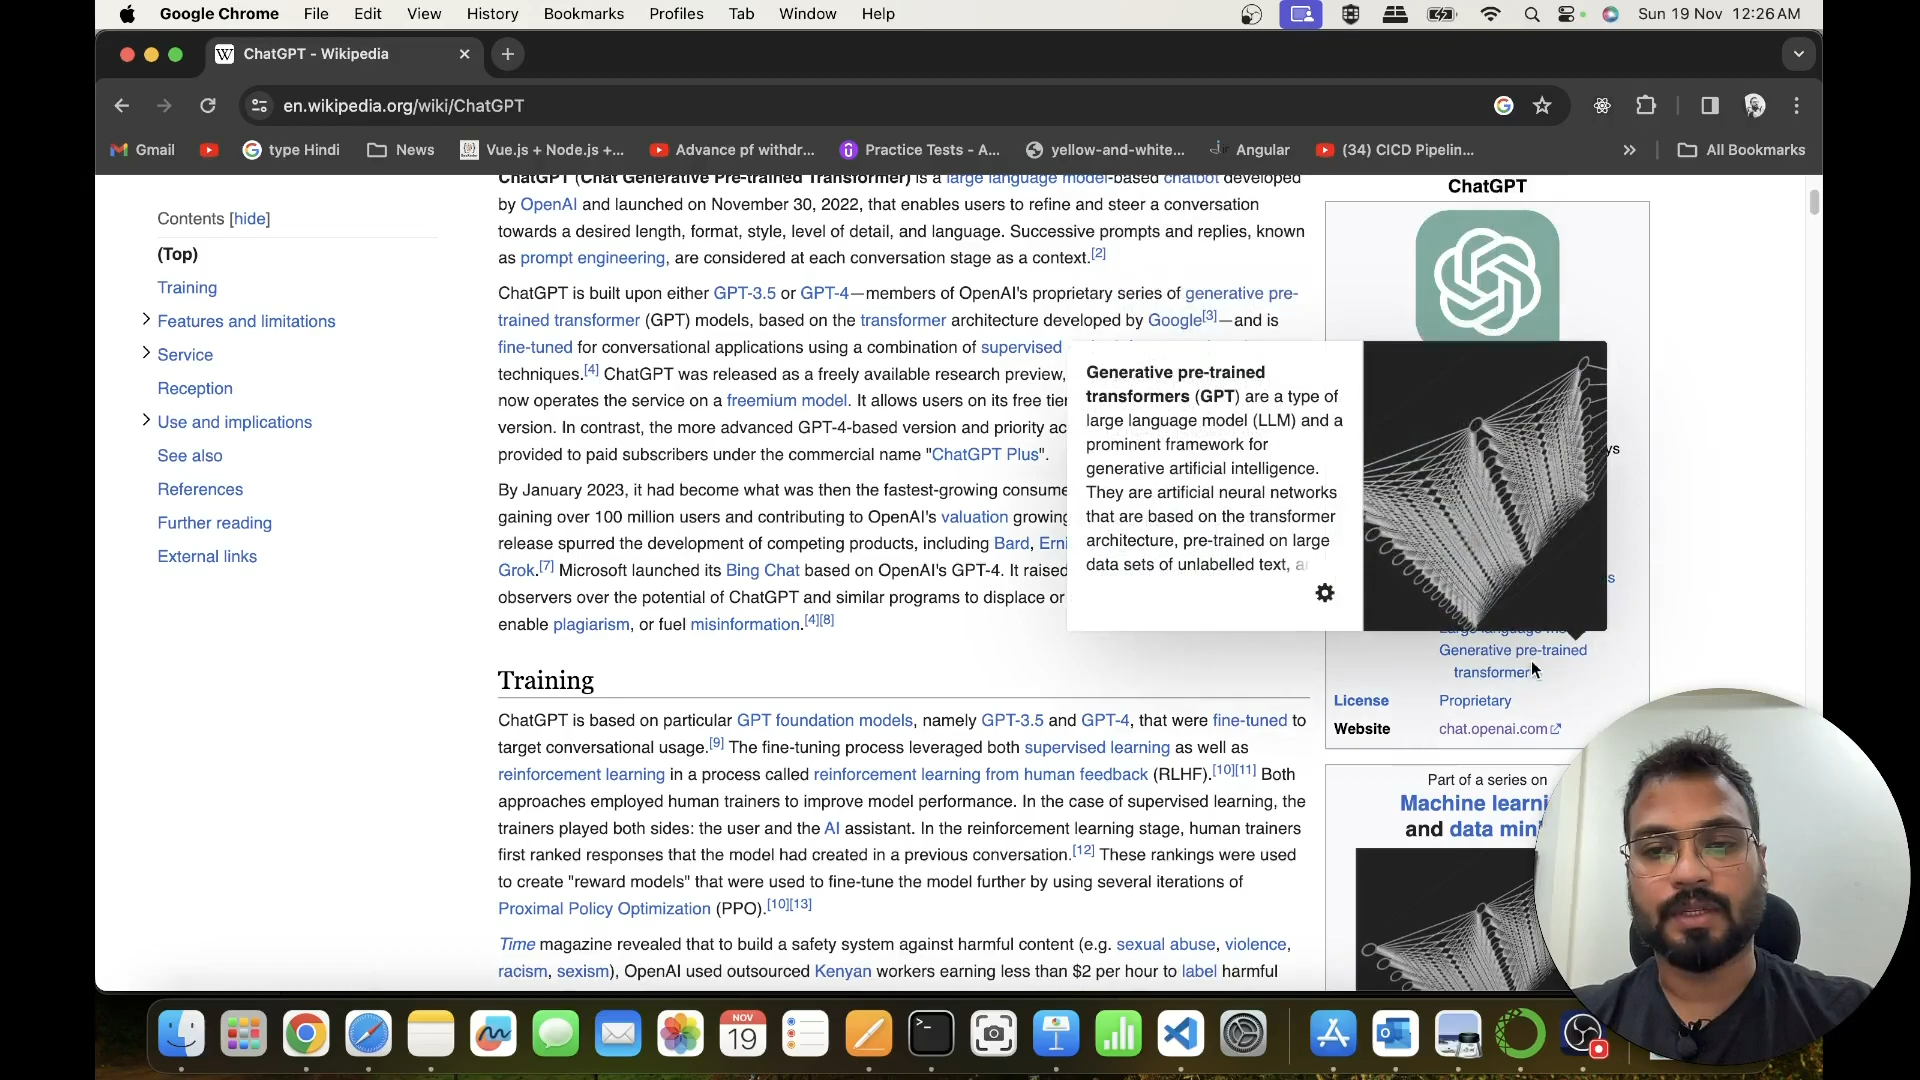 Google Chrome File Edit View History Bookmarks Profiles Tab Window Help Sun 19 Nov 12:26 AM
ChatGPT - Wikipedia
en.wikipedia.org/wiki/ChatGPT
Gmail type Hindi News Vue.js + Node.js +... Advance pf withdr... Practice Tests - A... yellow-and-white... Angular (34) CICD Pipelin... All Bookmarks
Contents [hide]
(Top)
Training
Features and limitations
Service
Reception
Use and implications
See also
References
Further reading
External links
ChatGPT (Chat Generative Pre-trained Transformer) is a large language model-based chatbot developed
by OpenAI and launched on November 30, 2022, that enables users to refine and steer a conversation
towards a desired length, format, style, level of detail, and language. Successive prompts and replies, known
as prompt engineering, are considered at each conversation stage as a context.[2]
ChatGPT is built upon either GPT-3.5 or GPT-4—members of OpenAI's proprietary series of generative pre-
trained transformer (GPT) models, based on the transformer architecture developed by Google[3]—and is
fine-tuned for conversational applications using a combination of supervised
techniques.[4] ChatGPT was released as a freely available research preview,
now operates the service on a freemium model. It allows users on its free tier
version. In contrast, the more advanced GPT-4-based version and priority ac
provided to paid subscribers under the commercial name "ChatGPT Plus".
By January 2023, it had become what was then the fastest-growing consume
gaining over 100 million users and contributing to OpenAI's valuation growing
release spurred the development of competing products, including Bard, Erni
Grok.[7] Microsoft launched its Bing Chat based on OpenAI's GPT-4. It raised
observers over the potential of ChatGPT and similar programs to displace or
enable plagiarism, or fuel misinformation.[4][8]
Training
ChatGPT is based on particular GPT foundation models, namely GPT-3.5 and GPT-4, that were fine-tuned to
target conversational usage.[9] The fine-tuning process leveraged both supervised learning as well as
reinforcement learning in a process called reinforcement learning from human feedback (RLHF).[10][11] Both
approaches employed human trainers to improve model performance. In the case of supervised learning, the
trainers played both sides: the user and the AI assistant. In the reinforcement learning stage, human trainers
first ranked responses that the model had created in a previous conversation.[12] These rankings were used
to create "reward models" that were used to fine-tune the model further by using several iterations of
Proximal Policy Optimization (PPO).[10][13]
Time magazine revealed that to build a safety system against harmful content (e.g. sexual abuse, violence,
racism, sexism), OpenAI used outsourced Kenyan workers earning less than $2 per hour to label harmful
ChatGPT
Generative pre-trained
transformers (GPT) are a type of
large language model (LLM) and a
prominent framework for
generative artificial intelligence.
They are artificial neural networks
that are based on the transformer
architecture, pre-trained on large
data sets of unlabelled text, a
Generative pre-trained
transformer
License Proprietary
Website chat.openai.com
Part of a series on
Machine learni
and data min
NOV
19